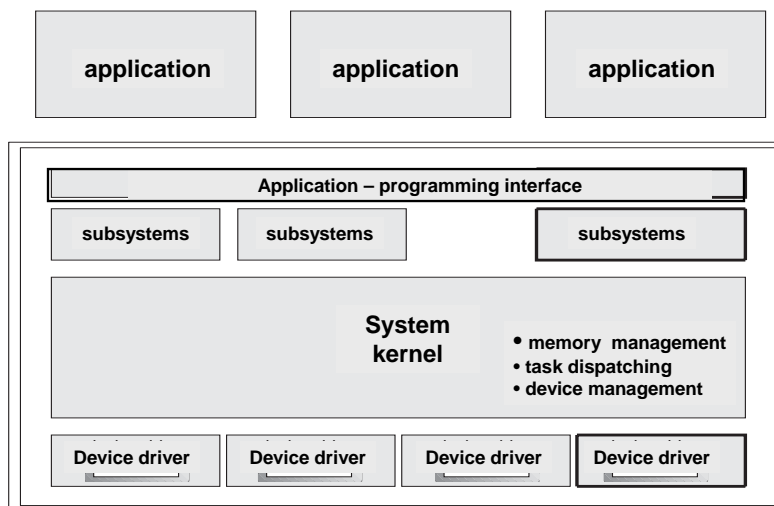 application
application
application
Application – programming interface
subsystems
subsystems
subsystems
System
kernel
• memory management
• task dispatching
• device management
Device driver
Device driver
Device driver
Device driver